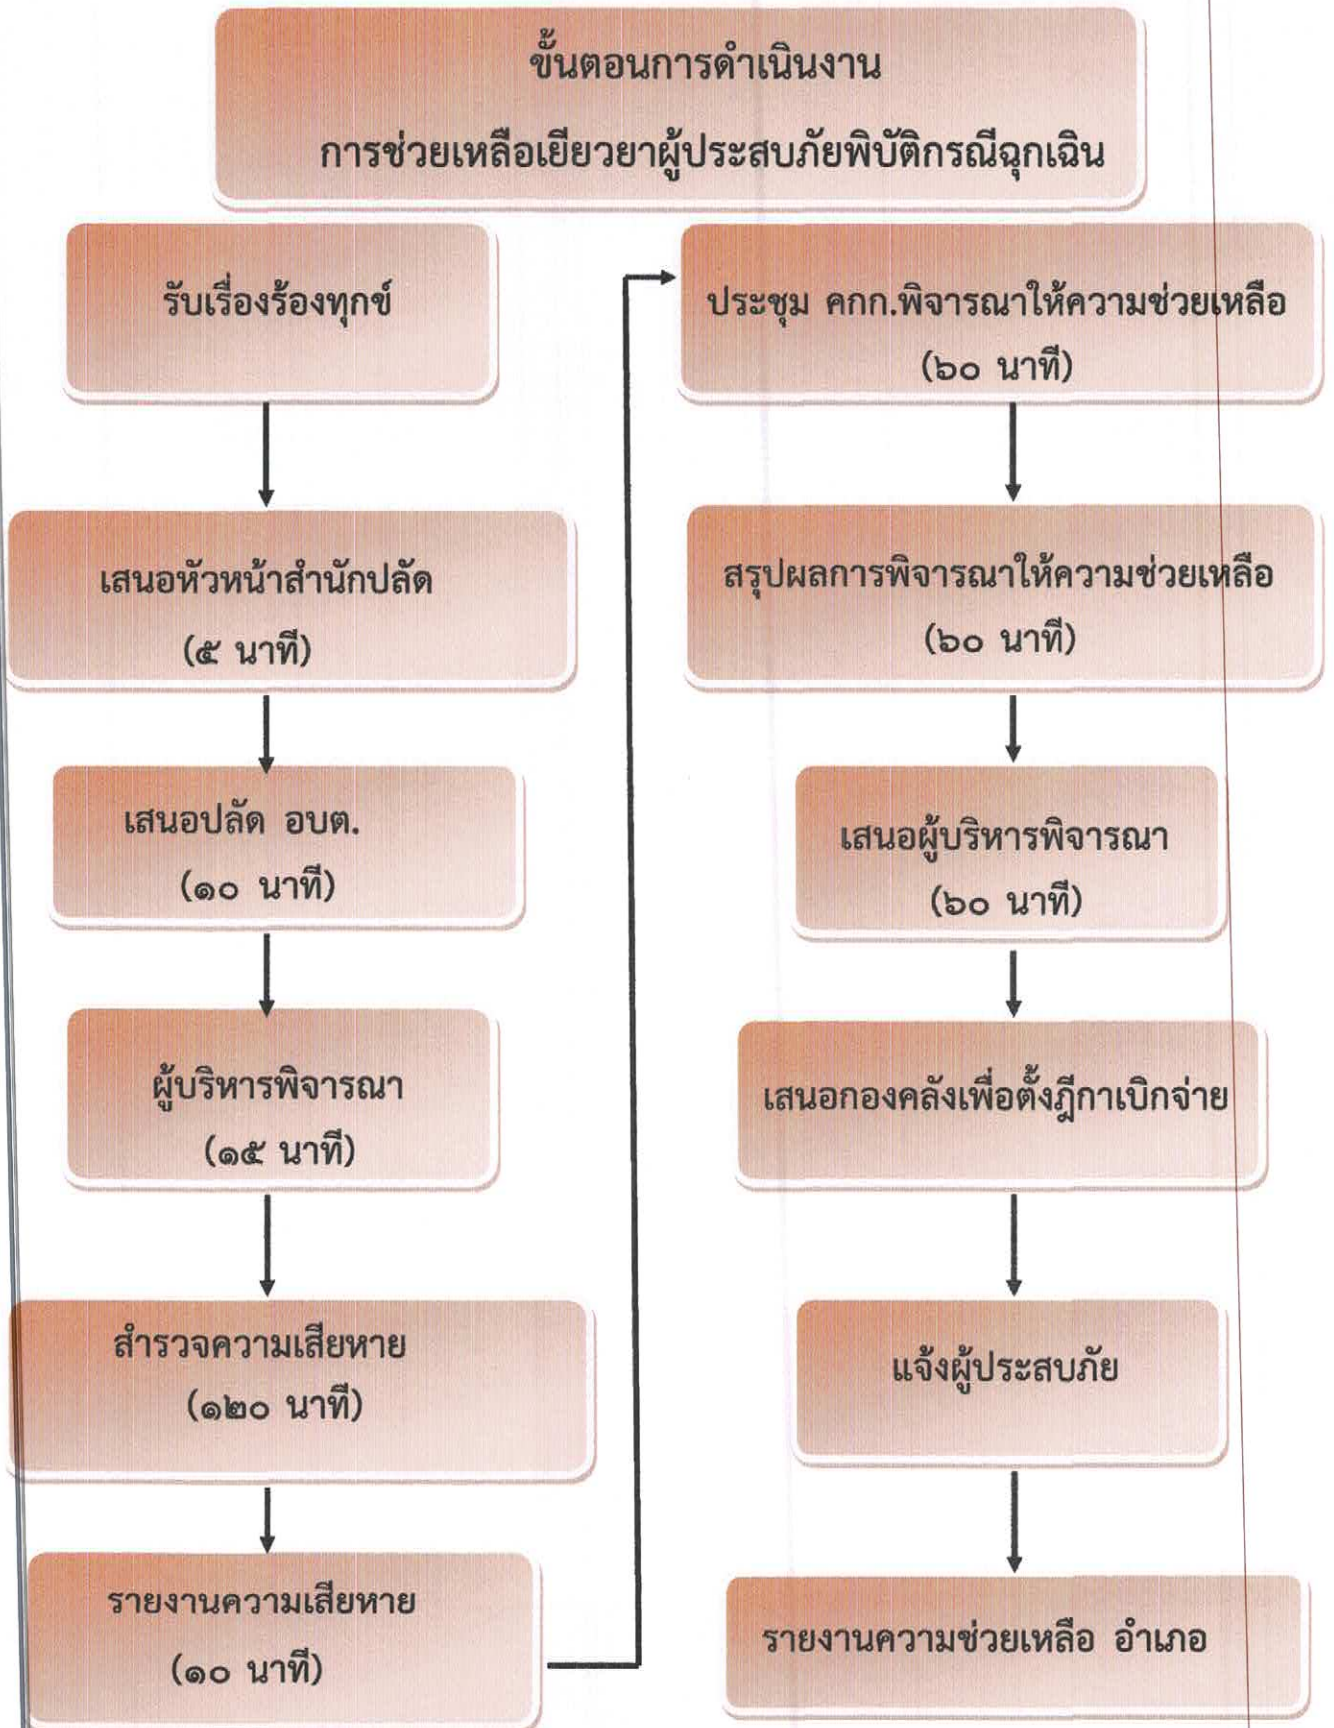 ขั้นตอนการดำเนินงาน
การช่วยเหลือเยียวยาผู้ประสบภัยพิบัติกรณีฉุกเฉิน
รับเรื่องร้องทุกข์
เสนอหัวหน้าสำนักปลัด
(๕ นาที)
เสนอปลัด อบต.
(๑๐ นาที)
ผู้บริหารพิจารณา
(๑๕ นาที)
สำรวจความเสียหาย
(๑๒๐ นาที)
รายงานความเสียหาย
(๑๐ นาที)
ประชุม คกก.พิจารณาให้ความช่วยเหลือ
(๖๐ นาที)
สรุปผลการพิจารณาให้ความช่วยเหลือ
(๖๐ นาที)
เสนอผู้บริหารพิจารณา
(๖๐ นาที)
เสนอกองคลังเพื่อตั้งฎีกาเบิกจ่าย
แจ้งผู้ประสบภัย
รายงานความช่วยเหลือ อำเภอ